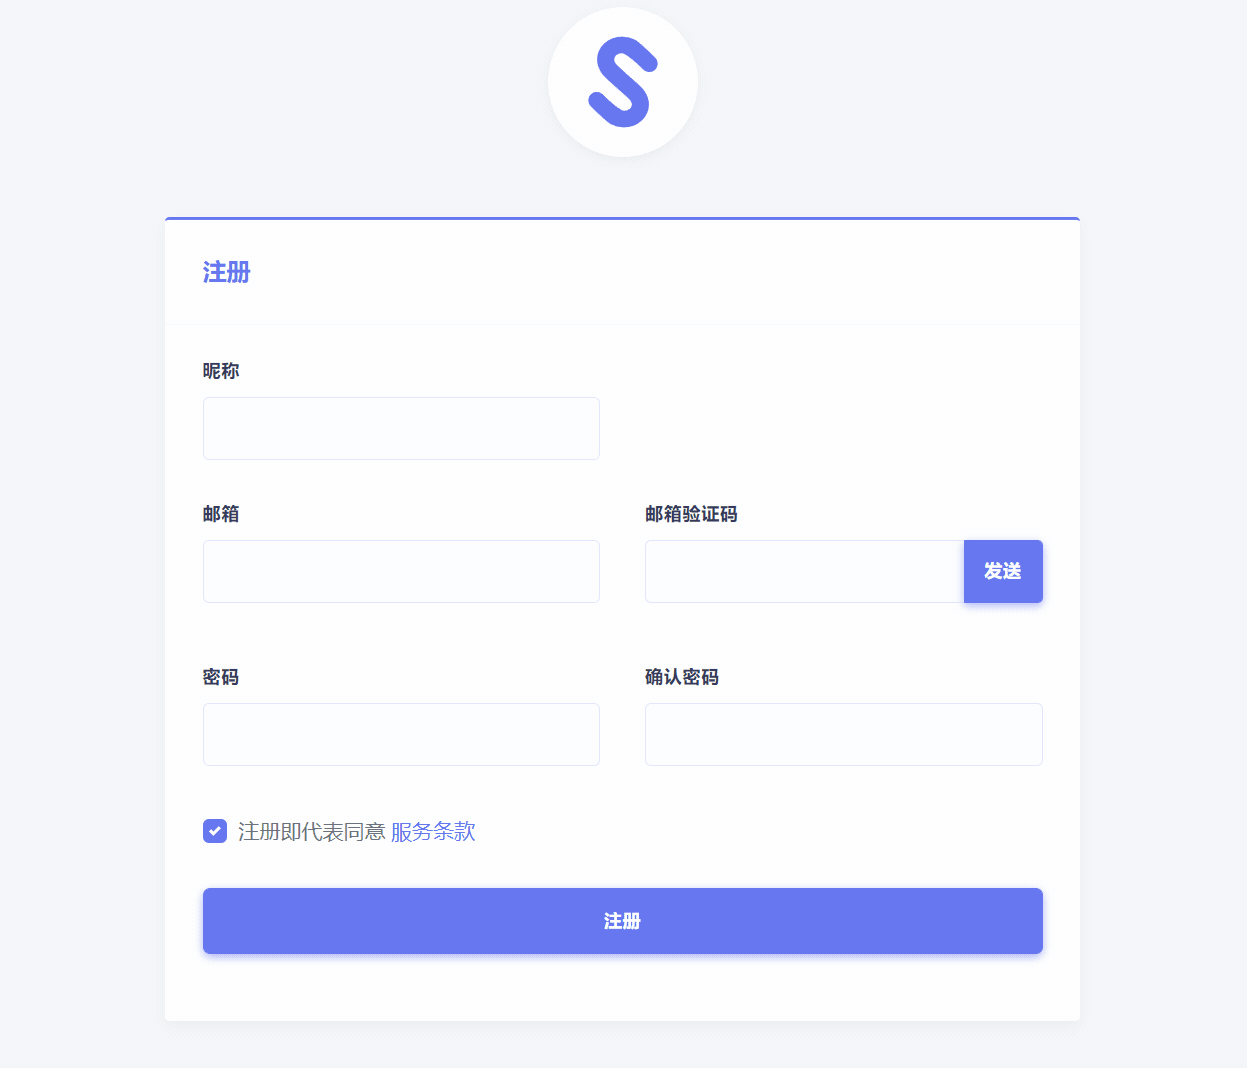 注册
昵称
邮箱
邮箱验证码
发送
密码
确认密码
注册即代表同意 服务条款
注册